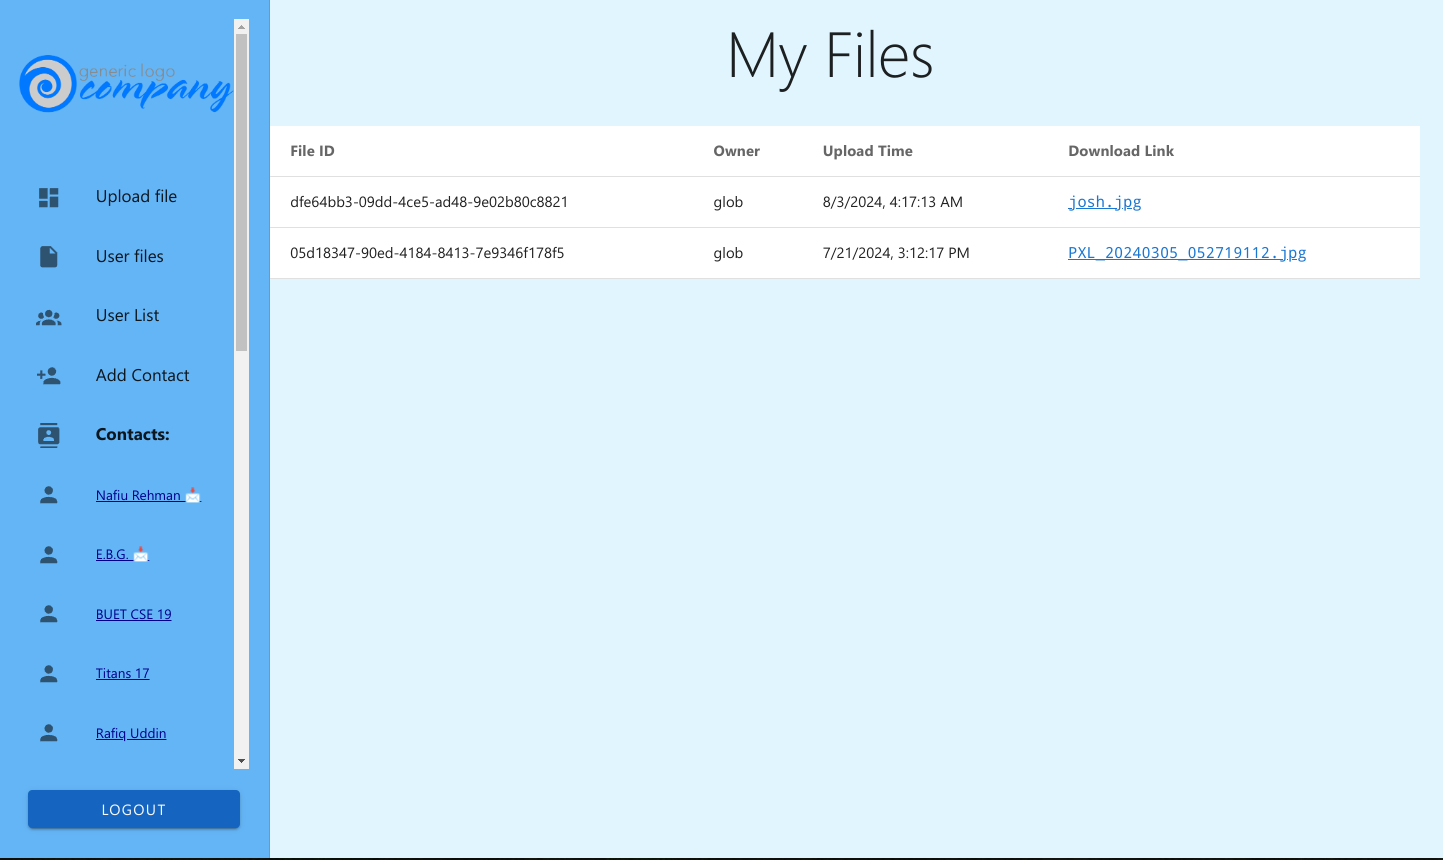 generic logo
company
Upload file
User files
User List
Add Contact
Contacts:
Nafiu Rehman 📩
E.B.G. 📩
BUET CSE 19
Titans 17
Rafiq Uddin
LOGOUT
My Files
File ID Owner Upload Time Download Link
dfe64bb3-09dd-4ce5-ad48-9e02b80c8821 glob 8/3/2024, 4:17:13 AM josh.jpg
05d18347-90ed-4184-8413-7e9346f178f5 glob 7/21/2024, 3:12:17 PM PXL_20240305_052719112.jpg